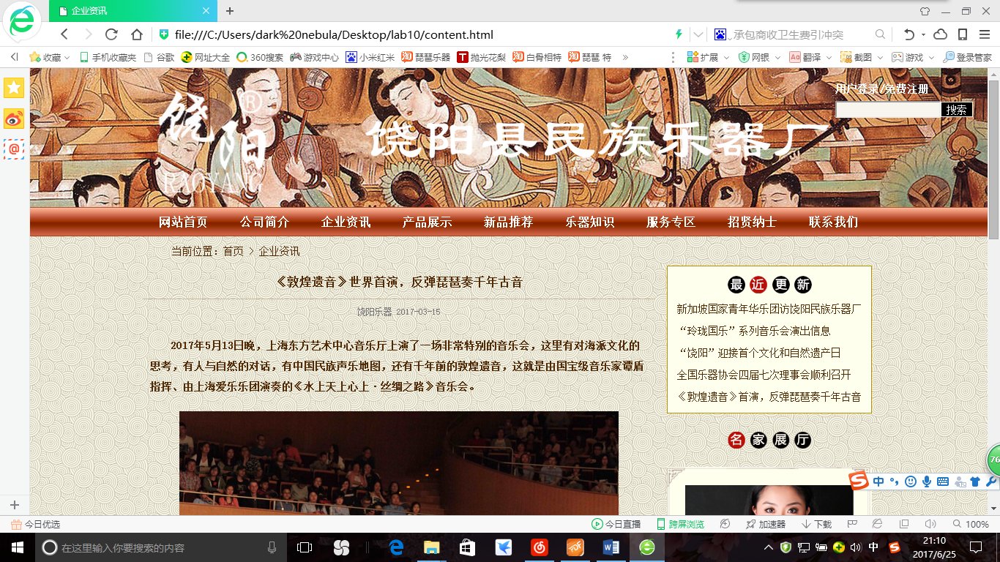 企业资讯
file:///C:/Users/dark%20nebula/Desktop/lab10/content.html
承包商收卫生费引冲突
收藏 手机收藏夹 谷歌 网址大全 360搜索 游戏中心 小米红米 琵琶乐器 抛光花梨 白骨相特 琵琶 特 » 扩展 网银 翻译 截图 游戏 登录管家
用户登录/免费注册
搜索
饶阳®
RAOYANG
饶阳县民族乐器厂
网站首页 公司简介 企业资讯 产品展示 新品推荐 乐器知识 服务专区 招贤纳士 联系我们
当前位置：首页 > 企业资讯
《敦煌遗音》世界首演，反弹琵琶奏千年古音
饶阳乐器 2017-03-15
2017年5月13日晚，上海东方艺术中心音乐厅上演了一场非常特别的音乐会，这里有对海派文化的
思考，有人与自然的对话，有中国民族声乐地图，还有千年前的敦煌遗音，这就是由国宝级音乐家谭盾
指挥、由上海爱乐乐团演奏的《水上天上心上·丝绸之路》音乐会。
最近更新
新加坡国家青年华乐团访饶阳民族乐器厂
“玲珑国乐”系列音乐会演出信息
“饶阳”迎接首个文化和自然遗产日
全国乐器协会四届七次理事会顺利召开
《敦煌遗音》首演，反弹琵琶奏千年古音
名家展厅
76
中
今日优选 今日直播 跨屏浏览 加速器 下载 100%
在这里输入你要搜索的内容
中
21:10
2017/6/25